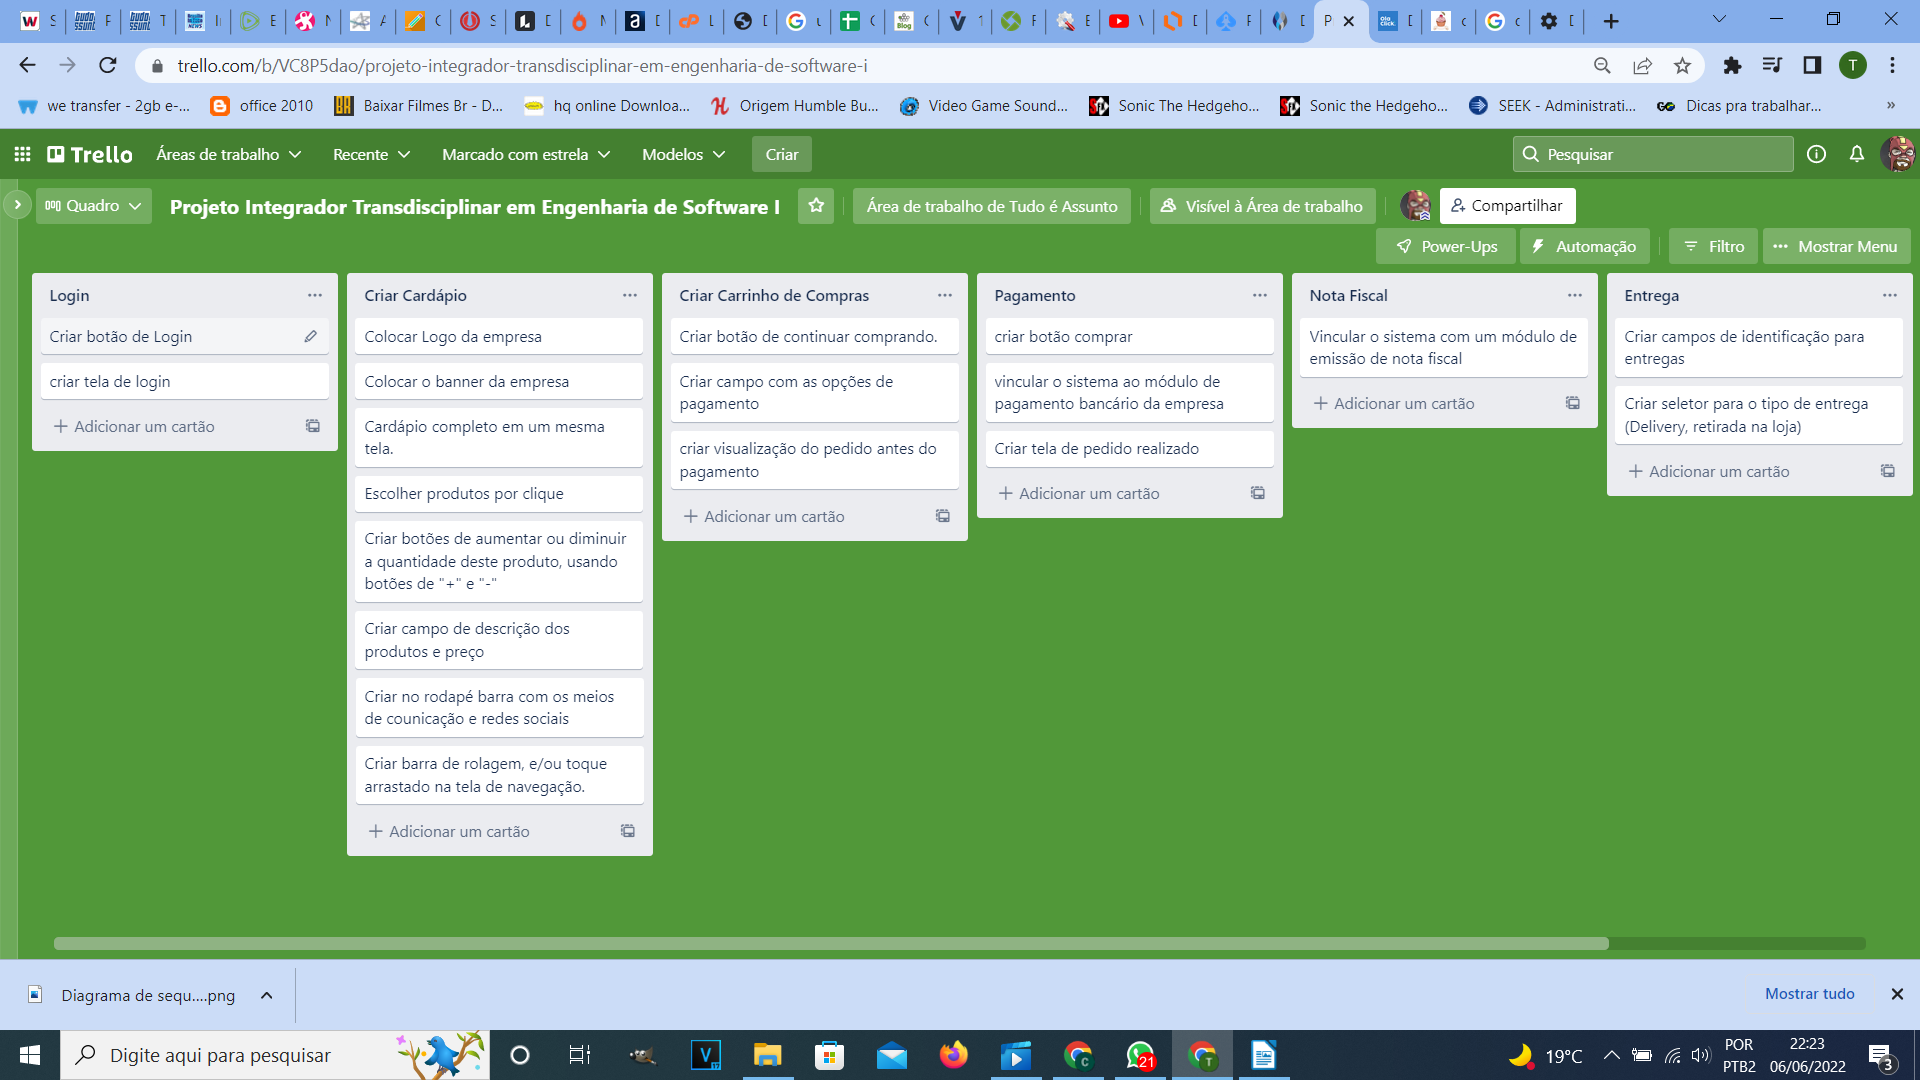 trello.com/b/VC8P5dao/projeto-integrador-transdisciplinar-em-engenharia-de-software-i
T
we transfer - 2gb e-...
office 2010
Baixar Filmes Br - D...
hq online Downloa...
Origem Humble Bu...
Video Game Sound...
Sonic The Hedgeho...
Sonic the Hedgeho...
SEEK - Administrati...
Dicas pra trabalhar...
»
Trello
Áreas de trabalho
Recente
Marcado com estrela
Modelos
Criar
Pesquisar
Quadro
Projeto Integrador Transdisciplinar em Engenharia de Software I
Área de trabalho de Tudo é Assunto
Visível à Área de trabalho
Compartilhar
Power-Ups
Automação
Filtro
Mostrar Menu
Login
Criar botão de Login
criar tela de login
Adicionar um cartão
Criar Cardápio
Colocar Logo da empresa
Colocar o banner da empresa
Cardápio completo em um mesma
tela.
Escolher produtos por clique
Criar botões de aumentar ou diminuir
a quantidade deste produto, usando
botões de "+" e "-"
Criar campo de descrição dos
produtos e preço
Criar no rodapé barra com os meios
de counicação e redes sociais
Criar barra de rolagem, e/ou toque
arrastado na tela de navegação.
Adicionar um cartão
Criar Carrinho de Compras
Criar botão de continuar comprando.
Criar campo com as opções de
pagamento
criar visualização do pedido antes do
pagamento
Adicionar um cartão
Pagamento
criar botão comprar
vincular o sistema ao módulo de
pagamento bancário da empresa
Criar tela de pedido realizado
Adicionar um cartão
Nota Fiscal
Vincular o sistema com um módulo de
emissão de nota fiscal
Adicionar um cartão
Entrega
Criar campos de identificação para
entregas
Criar seletor para o tipo de entrega
(Delivery, retirada na loja)
Adicionar um cartão
Diagrama de sequ....png
Mostrar tudo
Digite aqui para pesquisar
21
19°C
POR
PTB2
22:23
06/06/2022
3